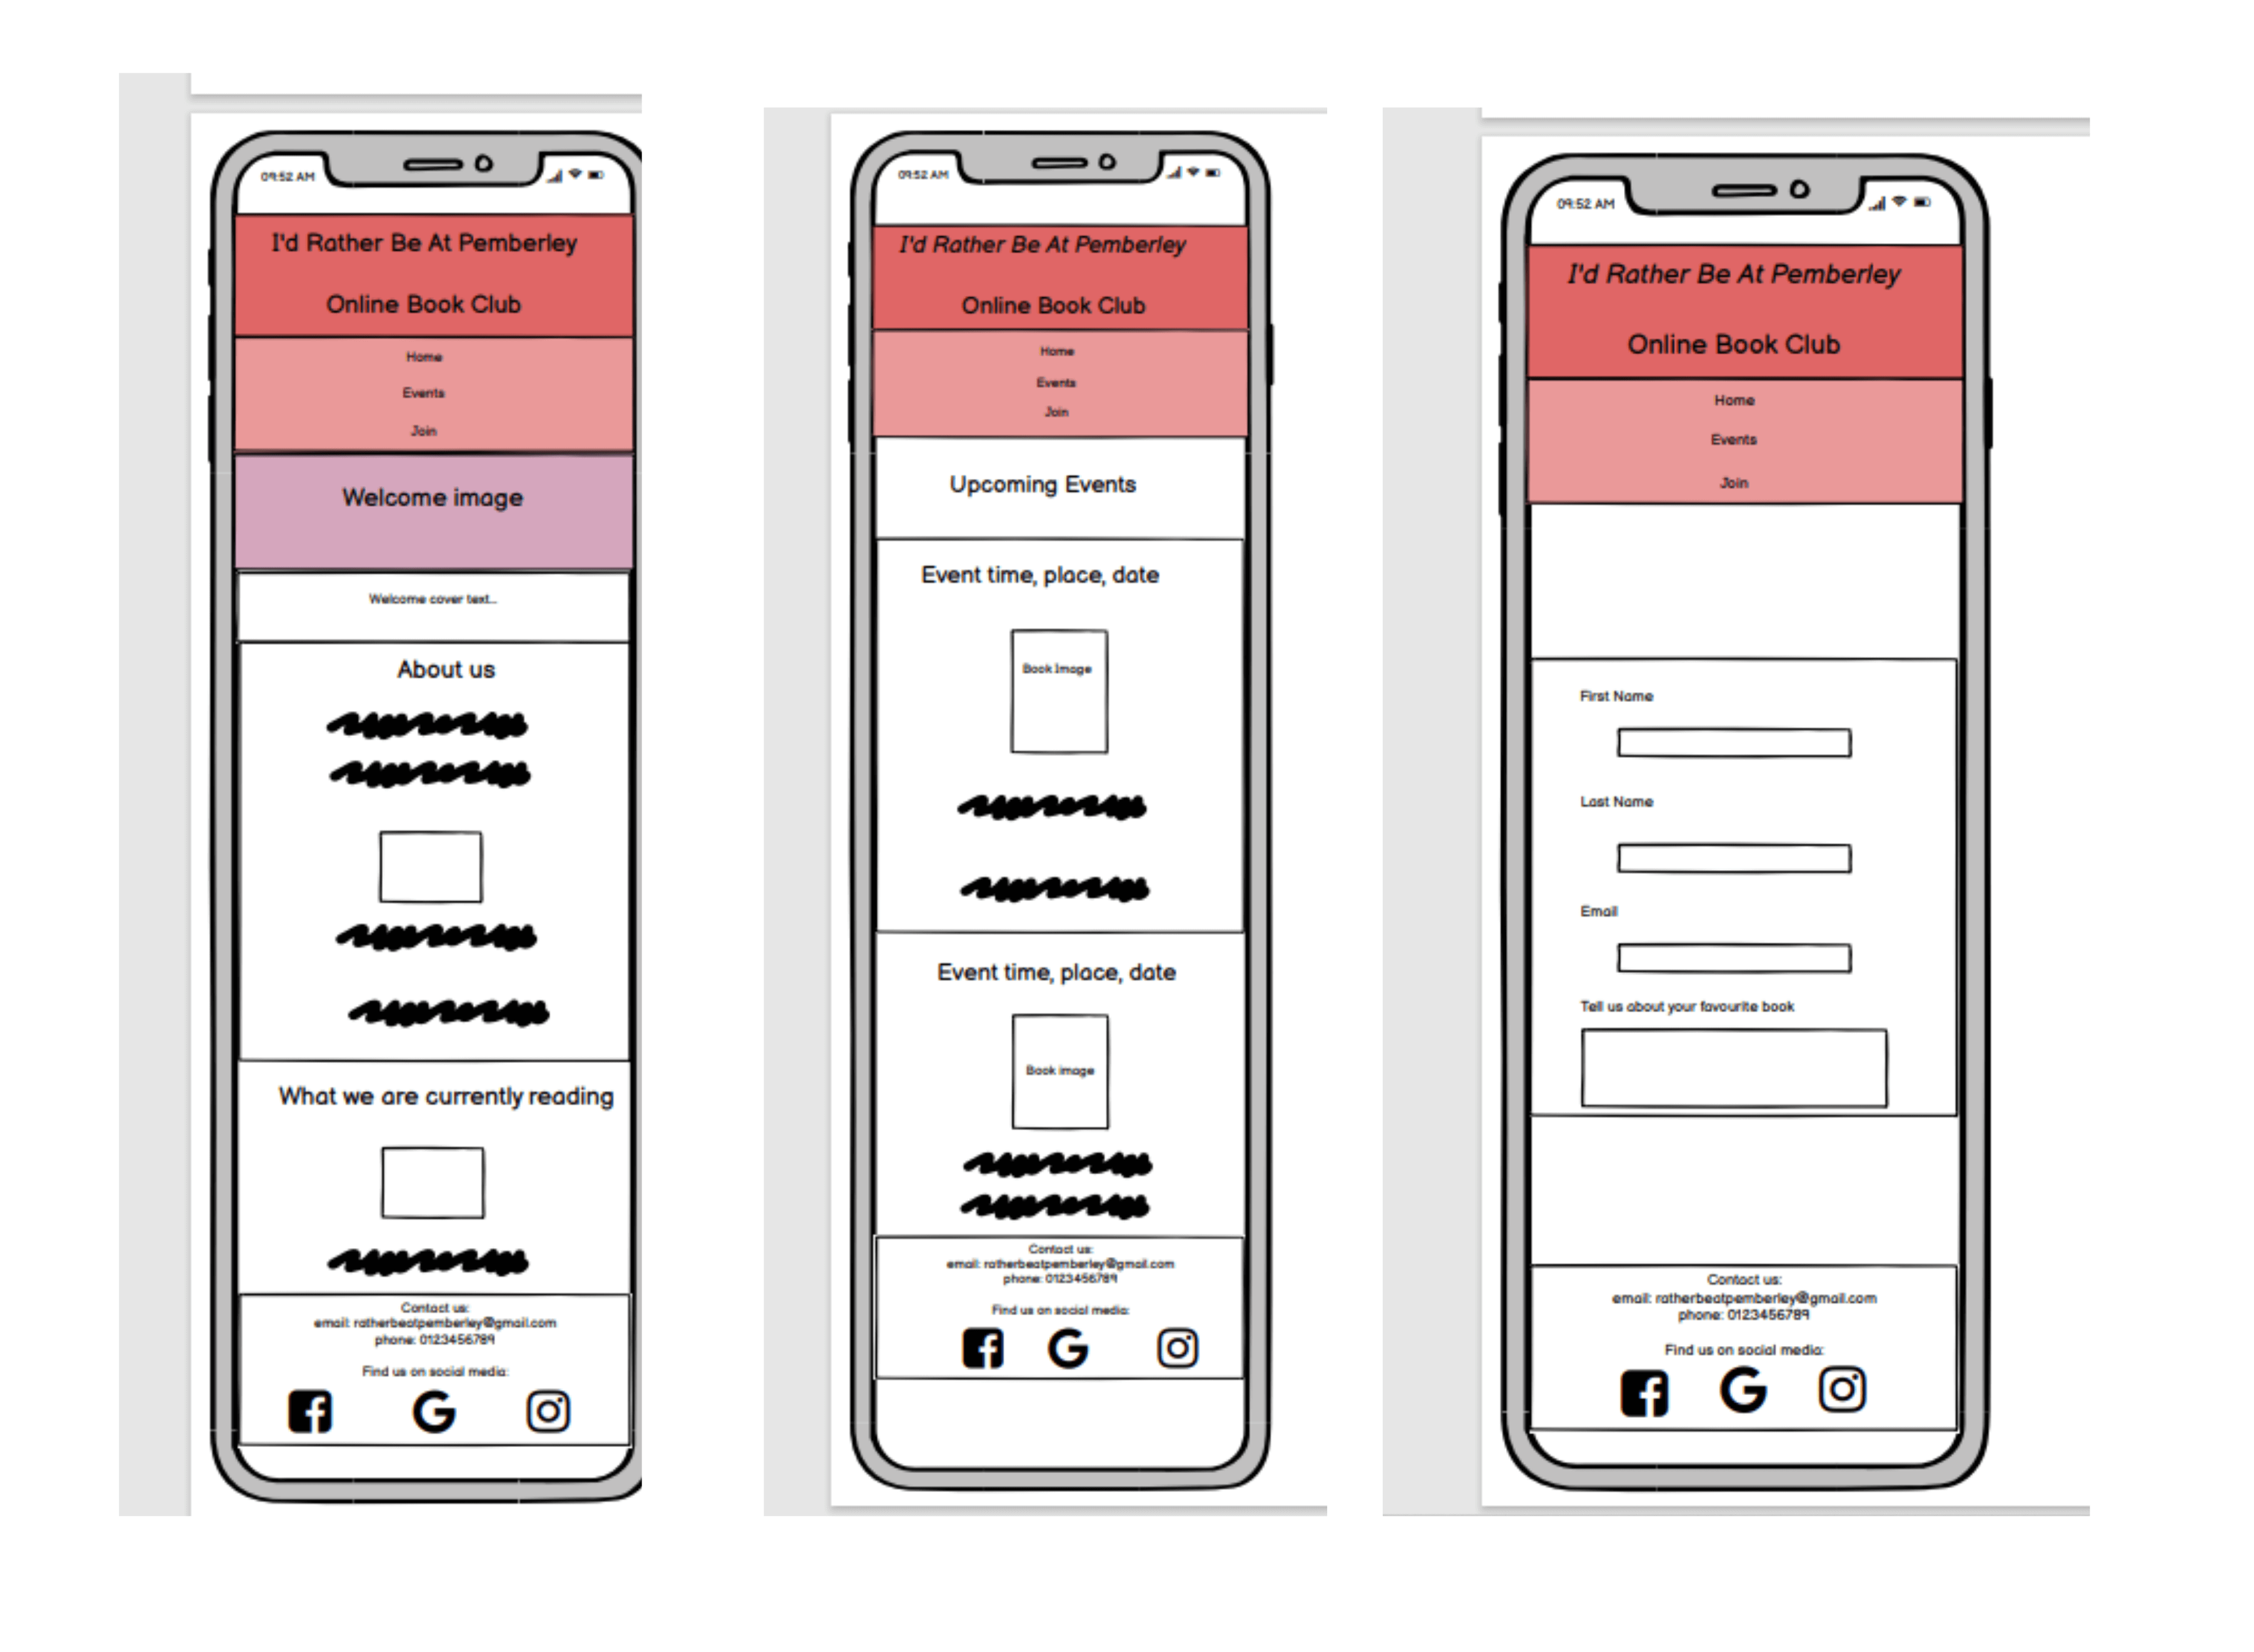 09:52 AM
I'd Rather Be At Pemberley
Online Book Club
Home
Events
Join
Welcome image
Welcome cover text...
About us
What we are currently reading
Contact us:
email: ratherbeatpemberley@gmail.com
phone: 0123456789
Find us on social media:
09:52 AM
I'd Rather Be At Pemberley
Online Book Club
Home
Events
Join
Upcoming Events
Event time, place, date
Book Image
Event time, place, date
Book image
Contact us:
email: ratherbeatpemberley@gmail.com
phone: 0123456789
Find us on social media:
09:52 AM
I'd Rather Be At Pemberley
Online Book Club
Home
Events
Join
First Name
Last Name
Email
Tell us about your favourite book
Contact us:
email: ratherbeatpemberley@gmail.com
phone: 0123456789
Find us on social media: